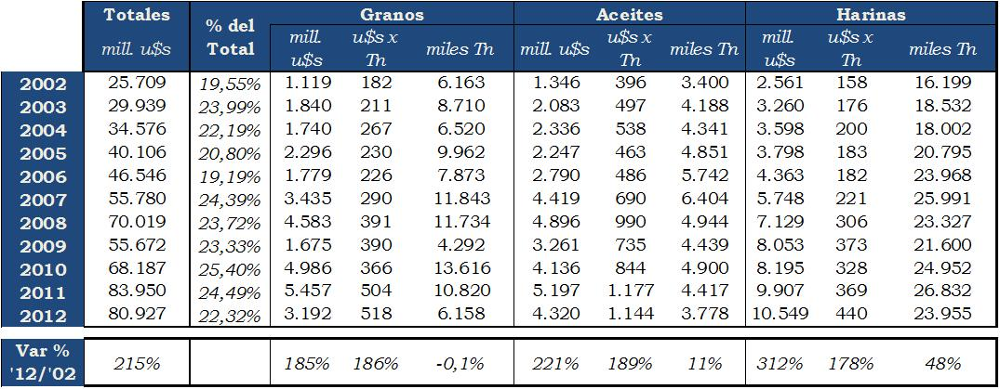 Totales % del Total Granos Aceites Harinas
mill. u$s mill. u$s u$s x Tn miles Tn mill. u$s u$s x Tn miles Tn mill. u$s u$s x Tn miles Tn
2002 25.709 19,55% 1.119 182 6.163 1.346 396 3.400 2.561 158 16.199
2003 29.939 23,99% 1.840 211 8.710 2.083 497 4.188 3.260 176 18.532
2004 34.576 22,19% 1.740 267 6.520 2.336 538 4.341 3.598 200 18.002
2005 40.106 20,80% 2.296 230 9.962 2.247 463 4.851 3.798 183 20.795
2006 46.546 19,19% 1.779 226 7.873 2.790 486 5.742 4.363 182 23.968
2007 55.780 24,39% 3.435 290 11.843 4.419 690 6.404 5.748 221 25.991
2008 70.019 23,72% 4.583 391 11.734 4.896 990 4.944 7.129 306 23.327
2009 55.672 23,33% 1.675 390 4.292 3.261 735 4.439 8.053 373 21.600
2010 68.187 25,40% 4.986 366 13.616 4.136 844 4.900 8.195 328 24.952
2011 83.950 24,49% 5.457 504 10.820 5.197 1.177 4.417 9.907 369 26.832
2012 80.927 22,32% 3.192 518 6.158 4.320 1.144 3.778 10.549 440 23.955
Var % '12/'02 215% 185% 186% -0,1% 221% 189% 11% 312% 178% 48%